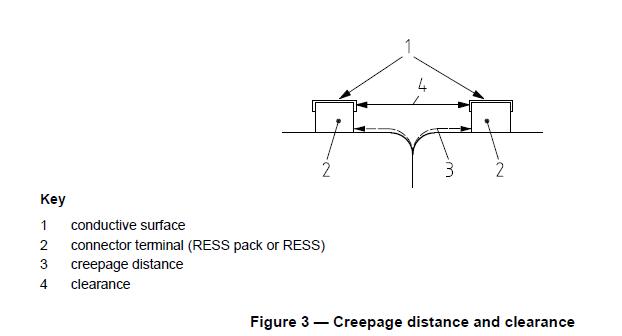 1
4
2
3
2
Key
1 conductive surface
2 connector terminal (RESS pack or RESS)
3 creepage distance
4 clearance
Figure 3 — Creepage distance and clearance